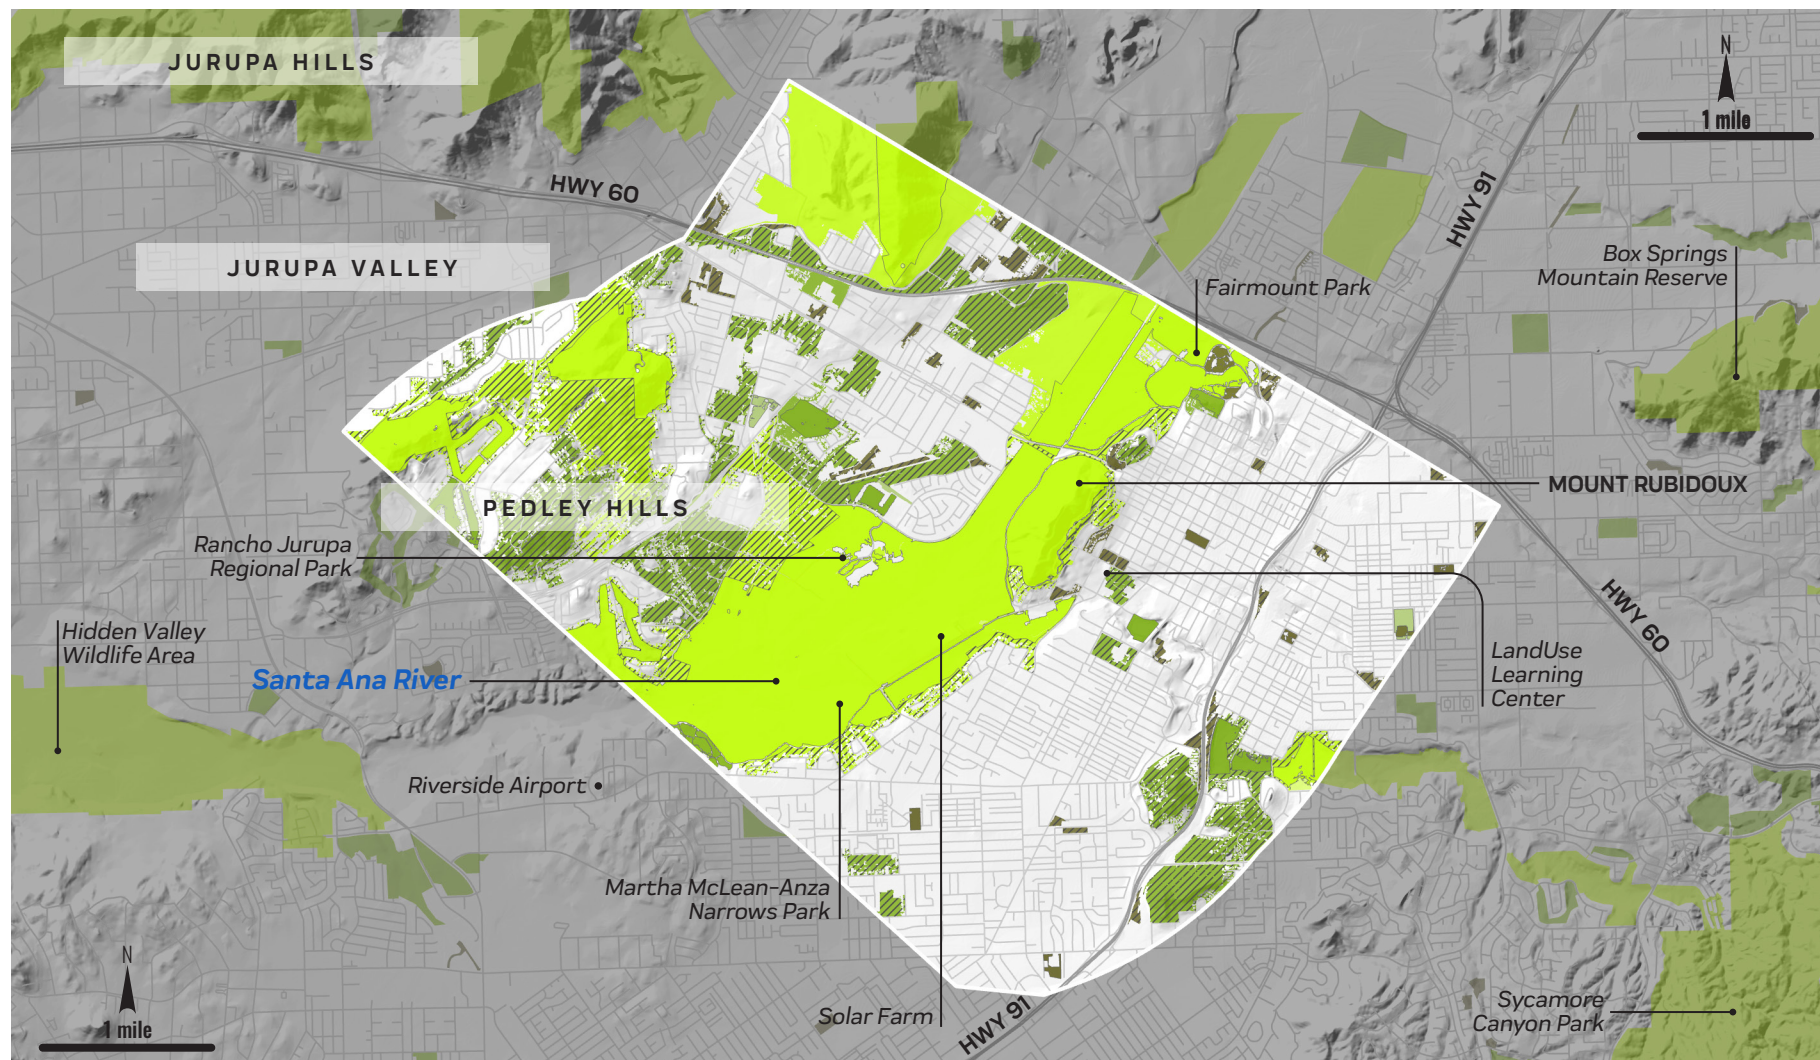 JURUPA HILLS
N
1 mile
HWY 60
HWY 91
JURUPA VALLEY
Box Springs
Mountain Reserve
Fairmount Park
MOUNT RUBIDOUX
PEDLEY HILLS
Rancho Jurupa
Regional Park
HWY 60
Hidden Valley
Wildlife Area
LandUse
Learning
Center
Santa Ana River
Riverside Airport
Martha McLean-Anza
Narrows Park
N
1 mile
Solar Farm
HWY 91
Sycamore
Canyon Park